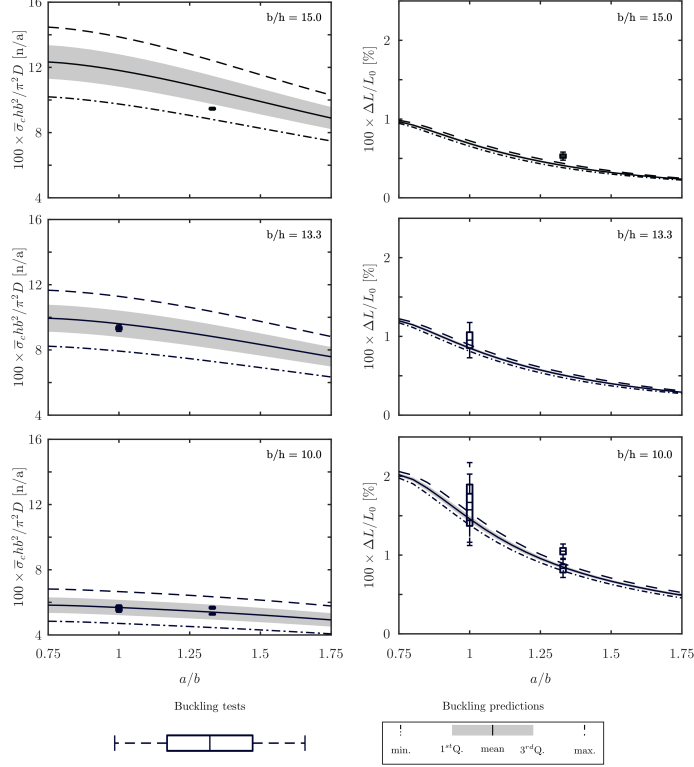 16
12
8
4
100 × σ̅_c hb²/π²D [n/a]
b/h = 15.0
2
1
0
100 × ΔL/L₀ [%]
b/h = 15.0
16
12
8
4
100 × σ̅_c hb²/π²D [n/a]
b/h = 13.3
2
1
0
100 × ΔL/L₀ [%]
b/h = 13.3
16
12
8
4
100 × σ̅_c hb²/π²D [n/a]
b/h = 10.0
2
1
0
100 × ΔL/L₀ [%]
b/h = 10.0
0.75 1 1.25 1.5 1.75
0.75 1 1.25 1.5 1.75
a/b
a/b
Buckling tests
Buckling predictions
min. 1ˢᵗQ. mean 3ʳᵈQ. max.